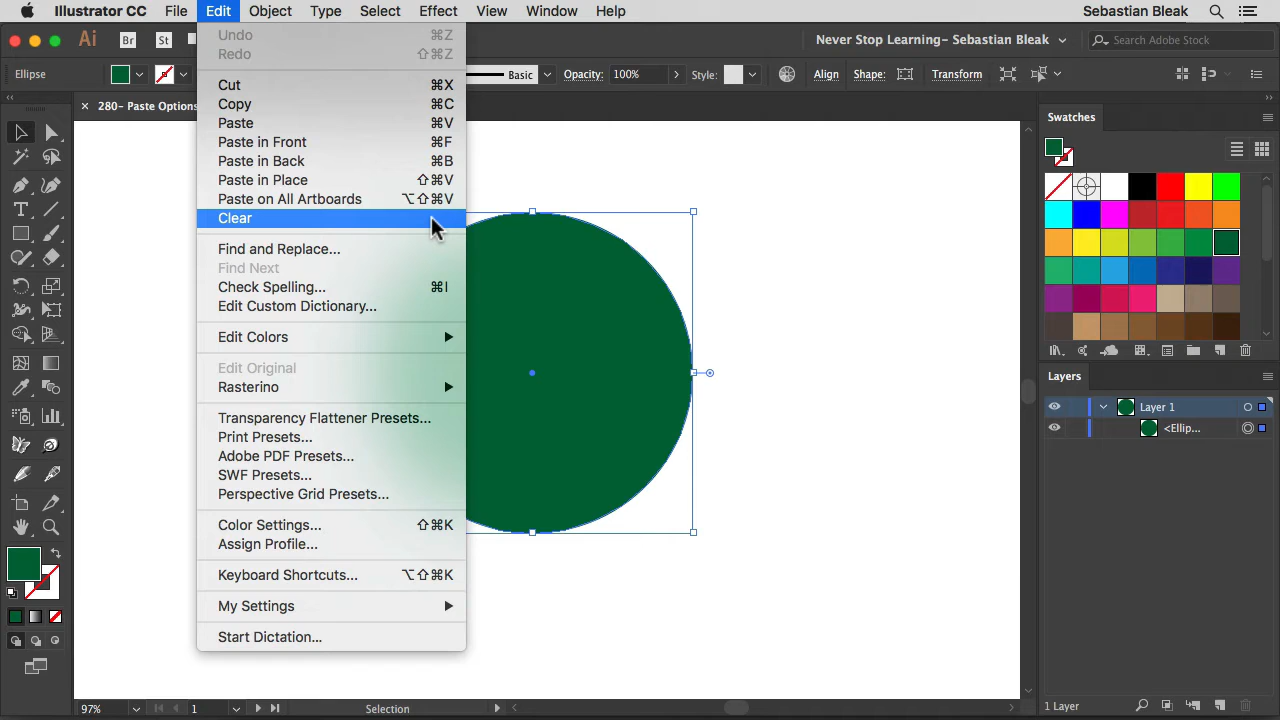 Illustrator CC File Edit Object Type Select Effect View Window Help Sebastian Bleak
Ai Br St Never Stop Learning- Sebastian Bleak Search Adobe Stock
Ellipse Basic Opacity: 100% Style: Align Shape: Transform
× 280- Paste Options
Undo ⌘Z
Redo ⇧⌘Z
Cut ⌘X
Copy ⌘C
Paste ⌘V
Paste in Front ⌘F
Paste in Back ⌘B
Paste in Place ⇧⌘V
Paste on All Artboards ⌥⇧⌘V
Clear
Find and Replace...
Find Next
Check Spelling... ⌘I
Edit Custom Dictionary...
Edit Colors
Edit Original
Rasterino
Transparency Flattener Presets...
Print Presets...
Adobe PDF Presets...
SWF Presets...
Perspective Grid Presets...
Color Settings... ⇧⌘K
Assign Profile...
Keyboard Shortcuts... ⌥⇧⌘K
My Settings
Start Dictation...
Swatches
Layers
Layer 1
<Ellip...
97% 1 Selection
1 Layer